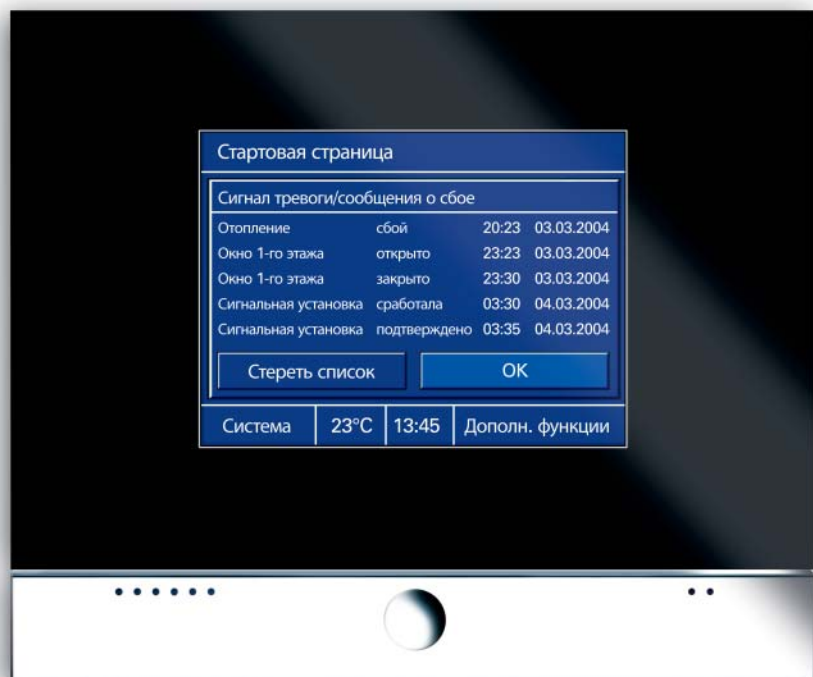 Стартовая страница
Сигнал тревоги/сообщения о сбое
Отопление сбой 20:23 03.03.2004
Окно 1-го этажа открыто 23:23 03.03.2004
Окно 1-го этажа закрыто 23:30 03.03.2004
Сигнальная установка сработала 03:30 04.03.2004
Сигнальная установка подтверждено 03:35 04.03.2004
Стереть список OK
Система 23°C 13:45 Дополн. функции